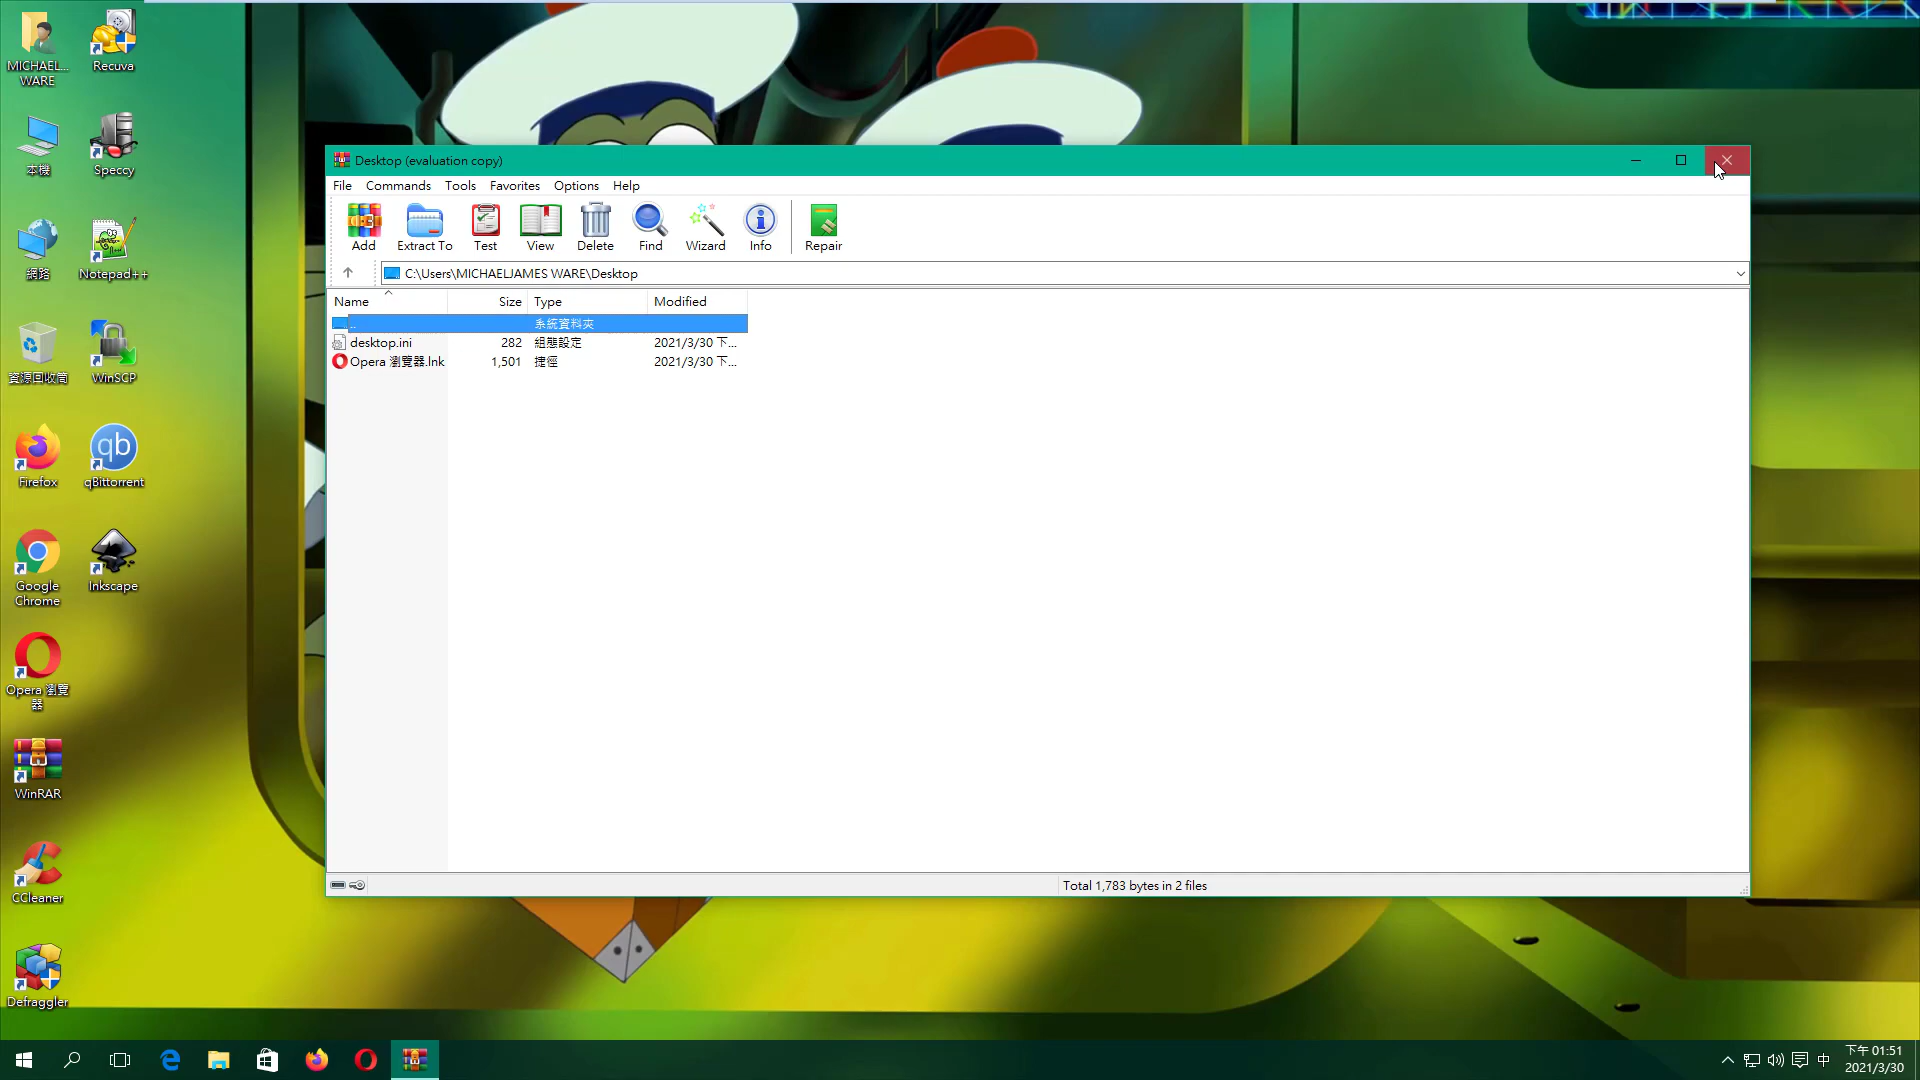 MICHAEL...
WARE
Recuva
本機
Speccy
網路
Notepad++
資源回收筒
WinSCP
Firefox
qb
qBittorrent
Google
Chrome
Inkscape
Opera 瀏覽
器
WinRAR
CCleaner
Defraggler
Desktop (evaluation copy)
File Commands Tools Favorites Options Help
Add Extract To Test View Delete Find Wizard Info Repair
C:\Users\MICHAELJAMES WARE\Desktop
Name Size Type Modified
.. 系統資料夾
desktop.ini 282 組態設定 2021/3/30 下...
Opera 瀏覽器.lnk 1,501 捷徑 2021/3/30 下...
Total 1,783 bytes in 2 files
中
下午 01:51
2021/3/30